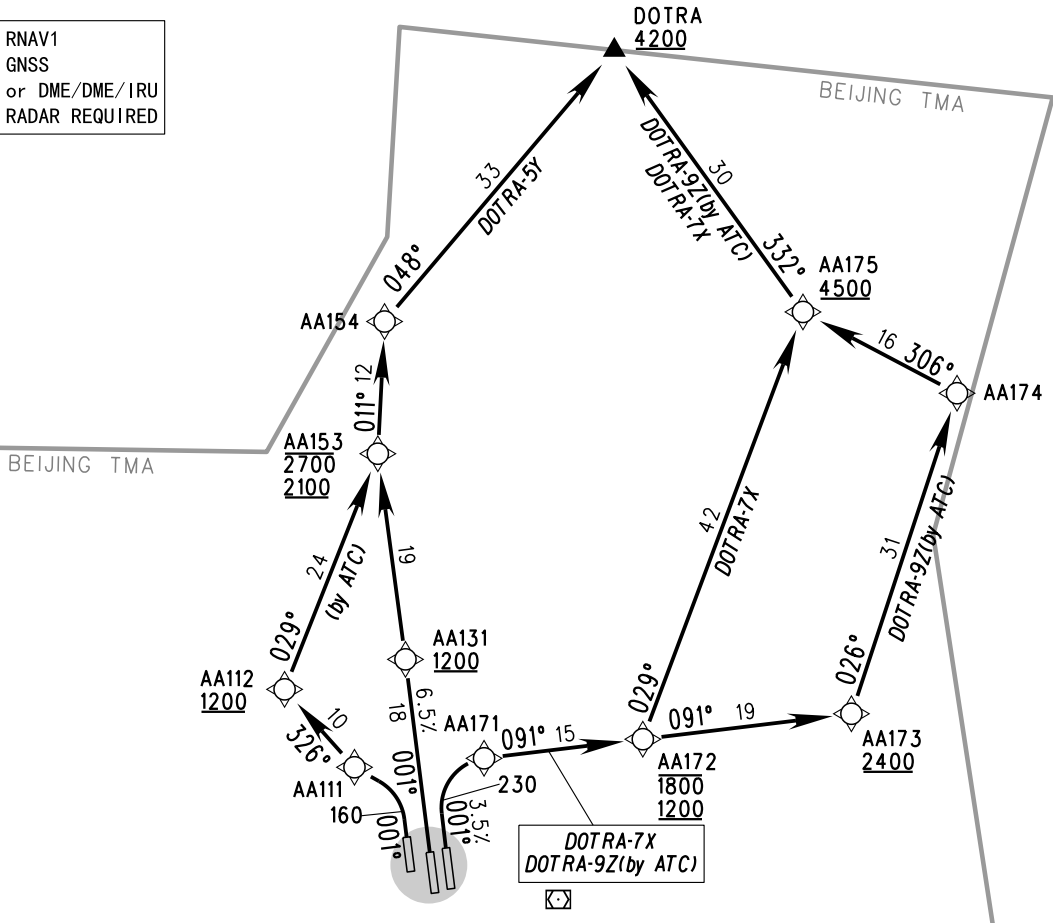 RNAV1
GNSS
or DME/DME/IRU
RADAR REQUIRED
DOTRA
4200
BEIJING TMA
33
DOTRA-5Y
30
DOTRA-9Z(by ATC)
DOTRA-7X
048°
332°
AA175
4500
AA154
16
306°
AA174
12
011°
AA153
2700
2100
BEIJING TMA
42
DOTRA-7X
19
24
(by ATC)
31
DOTRA-9Z(by ATC)
029°
AA131
1200
029°
026°
AA112
1200
6.5%
18
10
326°
AA171
091°
15
091°
19
AA172
1800
1200
AA173
2400
AA111
001°
230
160
001°
001°
3.5%
DOTRA-7X
DOTRA-9Z(by ATC)